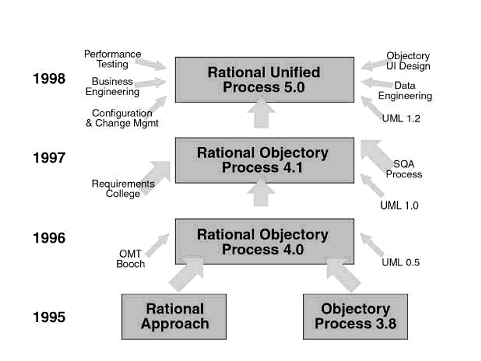 Performance
Testing
Objectory
UI Design
1998
Business
Engineering
Rational Unified
Process 5.0
Data
Engineering
Configuration
& Change Mgmt
UML 1.2
1997
Rational Objectory
Process 4.1
SQA
Process
Requirements
College
UML 1.0
1996
Rational Objectory
Process 4.0
OMT
Booch
UML 0.5
1995
Rational
Approach
Objectory
Process 3.8